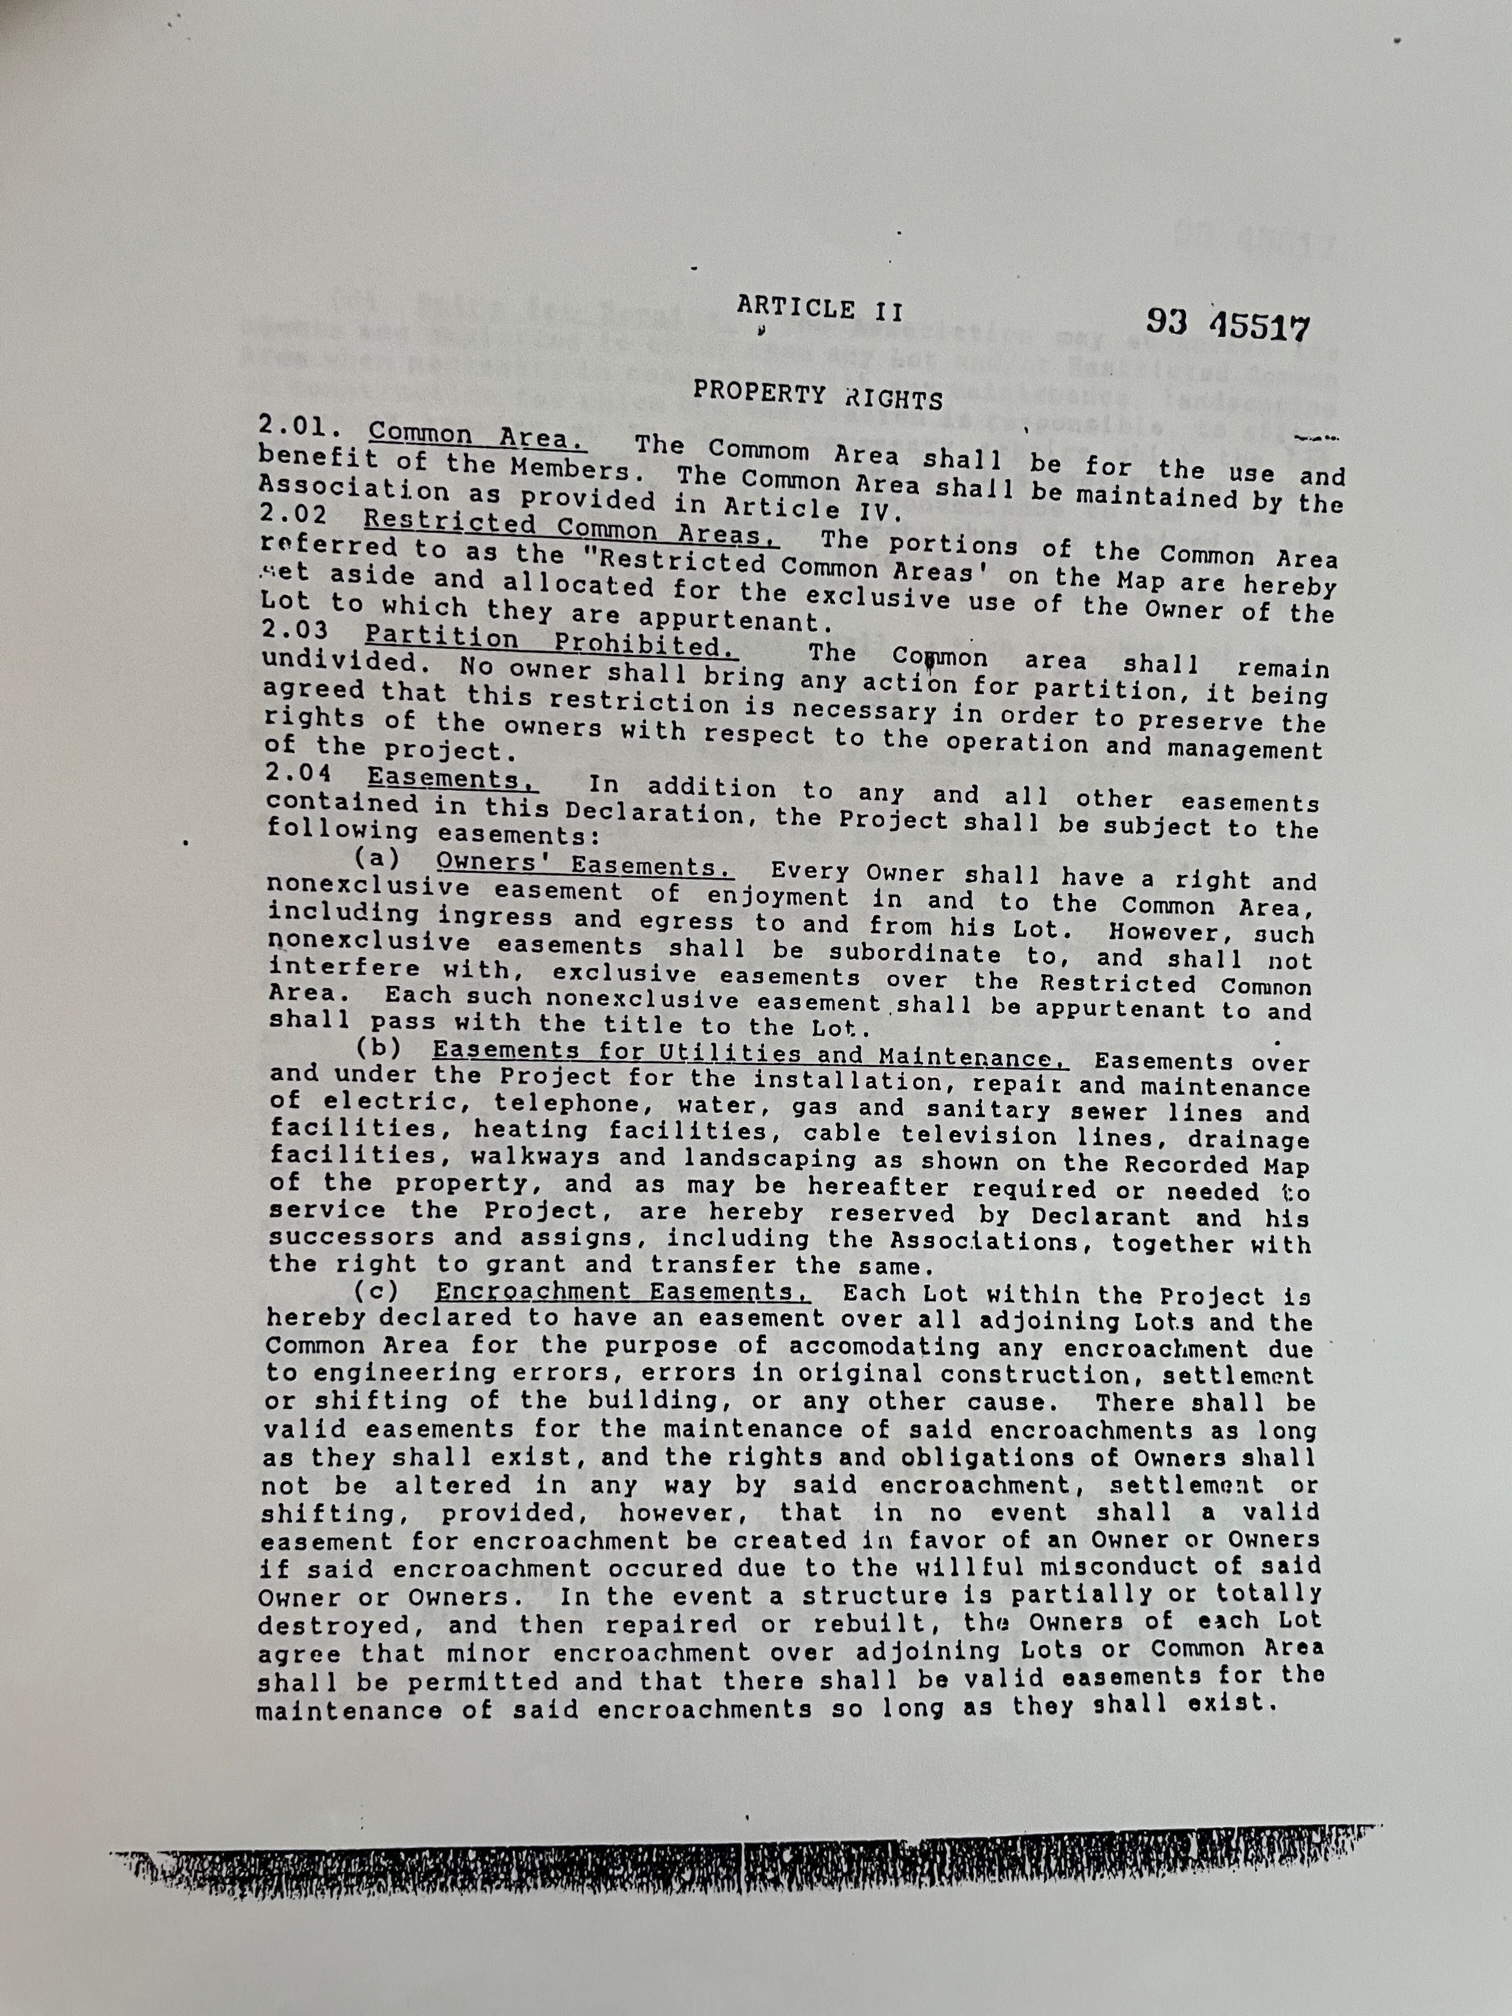 ARTICLE II
93 45517
PROPERTY RIGHTS
2.01. Common Area. The Commom Area shall be for the use and
benefit of the Members. The Common Area shall be maintained by the
Association as provided in Article IV.
2.02 Restricted Common Areas. The portions of the Common Area
referred to as the "Restricted Common Areas' on the Map are hereby
set aside and allocated for the exclusive use of the Owner of the
Lot to which they are appurtenant.
2.03 Partition Prohibited. The Common area shall remain
undivided. No owner shall bring any action for partition, it being
agreed that this restriction is necessary in order to preserve the
rights of the owners with respect to the operation and management
of the project.
2.04 Easements. In addition to any and all other easements
contained in this Declaration, the Project shall be subject to the
following easements:
(a) Owners' Easements. Every Owner shall have a right and
nonexclusive easement of enjoyment in and to the Common Area,
including ingress and egress to and from his Lot. However, such
nonexclusive easements shall be subordinate to, and shall not
interfere with, exclusive easements over the Restricted Common
Area. Each such nonexclusive easement shall be appurtenant to and
shall pass with the title to the Lot.
(b) Easements for Utilities and Maintenance. Easements over
and under the Project for the installation, repair and maintenance
of electric, telephone, water, gas and sanitary sewer lines and
facilities, heating facilities, cable television lines, drainage
facilities, walkways and landscaping as shown on the Recorded Map
of the property, and as may be hereafter required or needed to
service the Project, are hereby reserved by Declarant and his
successors and assigns, including the Associations, together with
the right to grant and transfer the same.
(c) Encroachment Easements. Each Lot within the Project is
hereby declared to have an easement over all adjoining Lots and the
Common Area for the purpose of accomodating any encroachment due
to engineering errors, errors in original construction, settlement
or shifting of the building, or any other cause. There shall be
valid easements for the maintenance of said encroachments as long
as they shall exist, and the rights and obligations of Owners shall
not be altered in any way by said encroachment, settlement or
shifting, provided, however, that in no event shall a valid
easement for encroachment be created in favor of an Owner or Owners
if said encroachment occured due to the willful misconduct of said
Owner or Owners. In the event a structure is partially or totally
destroyed, and then repaired or rebuilt, the Owners of each Lot
agree that minor encroachment over adjoining Lots or Common Area
shall be permitted and that there shall be valid easements for the
maintenance of said encroachments so long as they shall exist.